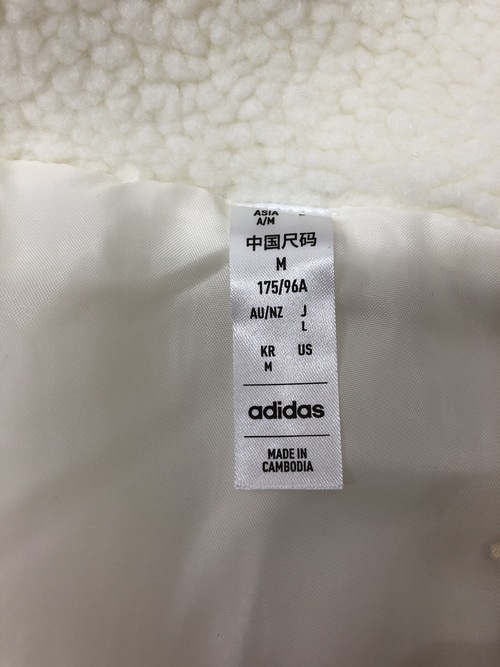 ASIA
A/M
中国尺码
M
175/96A
AU/NZ J
L
KR US
M
adidas
MADE IN
CAMBODIA